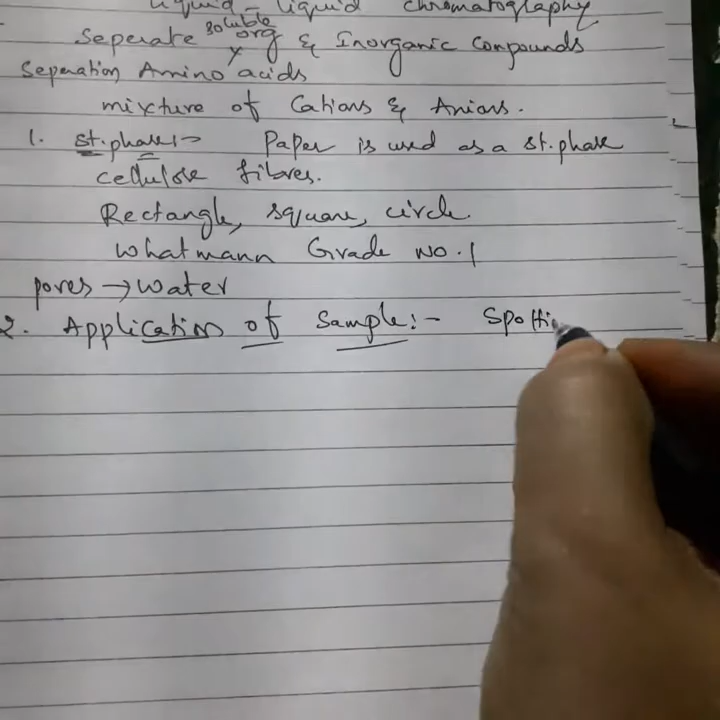 liquid - liquid chromatography
soluble
Seperate org & Inorganic Compounds
Seperation Amino acids
mixture of Cations & Anions.
1. st. phase :- Paper is used as a st. phase
cellulose fibres.
Rectangle, square, circle.
Whatmann Grade No. 1
pores → water
2. Application of Sample :- Spotti